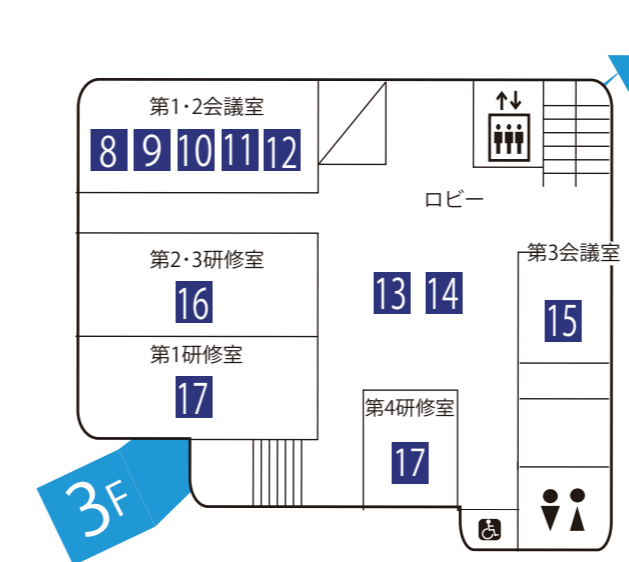 第1・2会議室
8 9 10 11 12
ロビー
第3会議室
第2・3研修室
16
13 14
15
第1研修室
17
第4研修室
17
3F